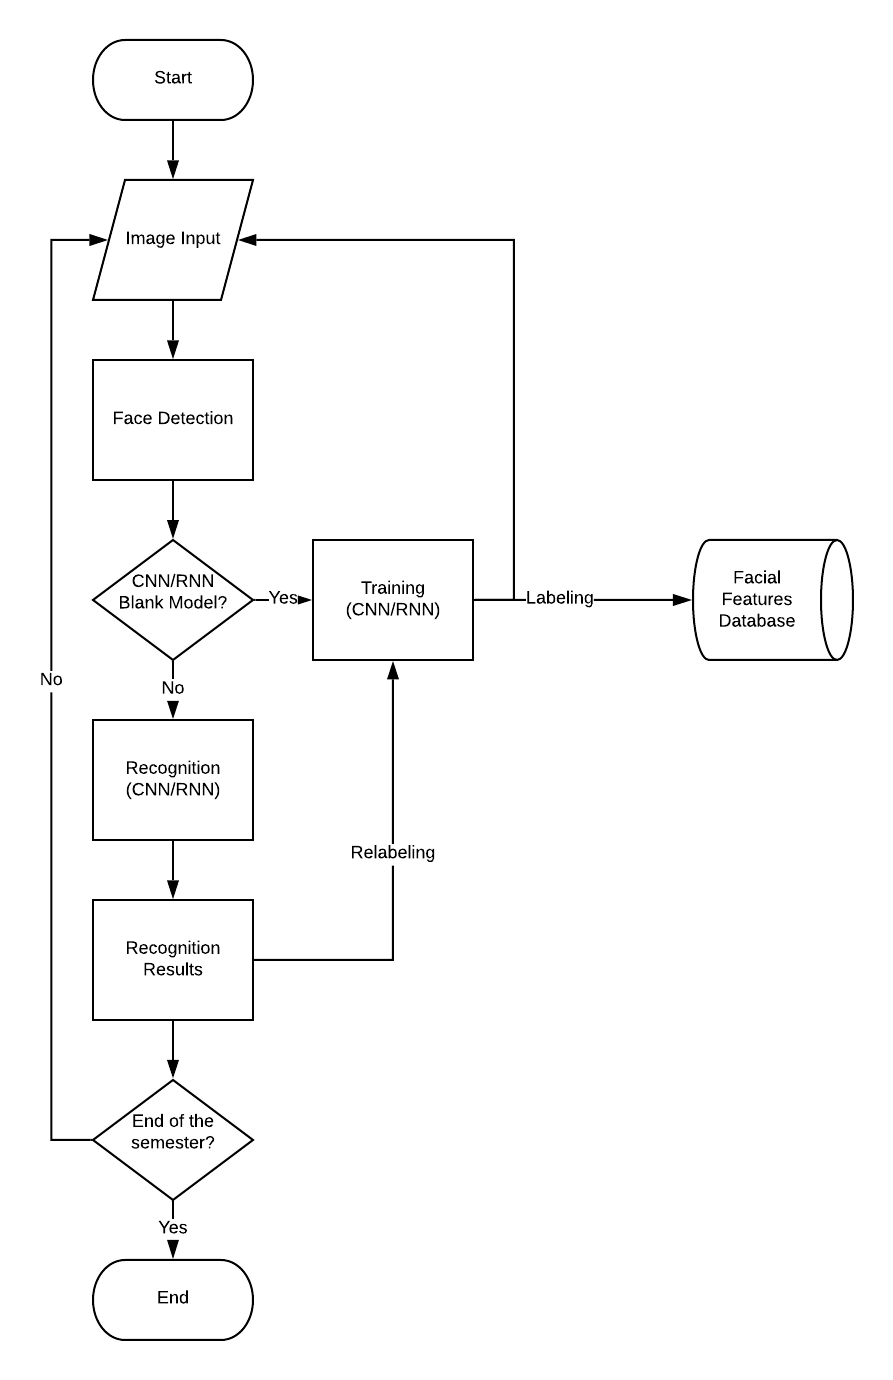 Start
Image Input
Face Detection
CNN/RNN
Blank Model?
Yes
Training
(CNN/RNN)
Labeling
Facial
Features
Database
No
No
Recognition
(CNN/RNN)
Relabeling
Recognition
Results
End of the
semester?
Yes
End